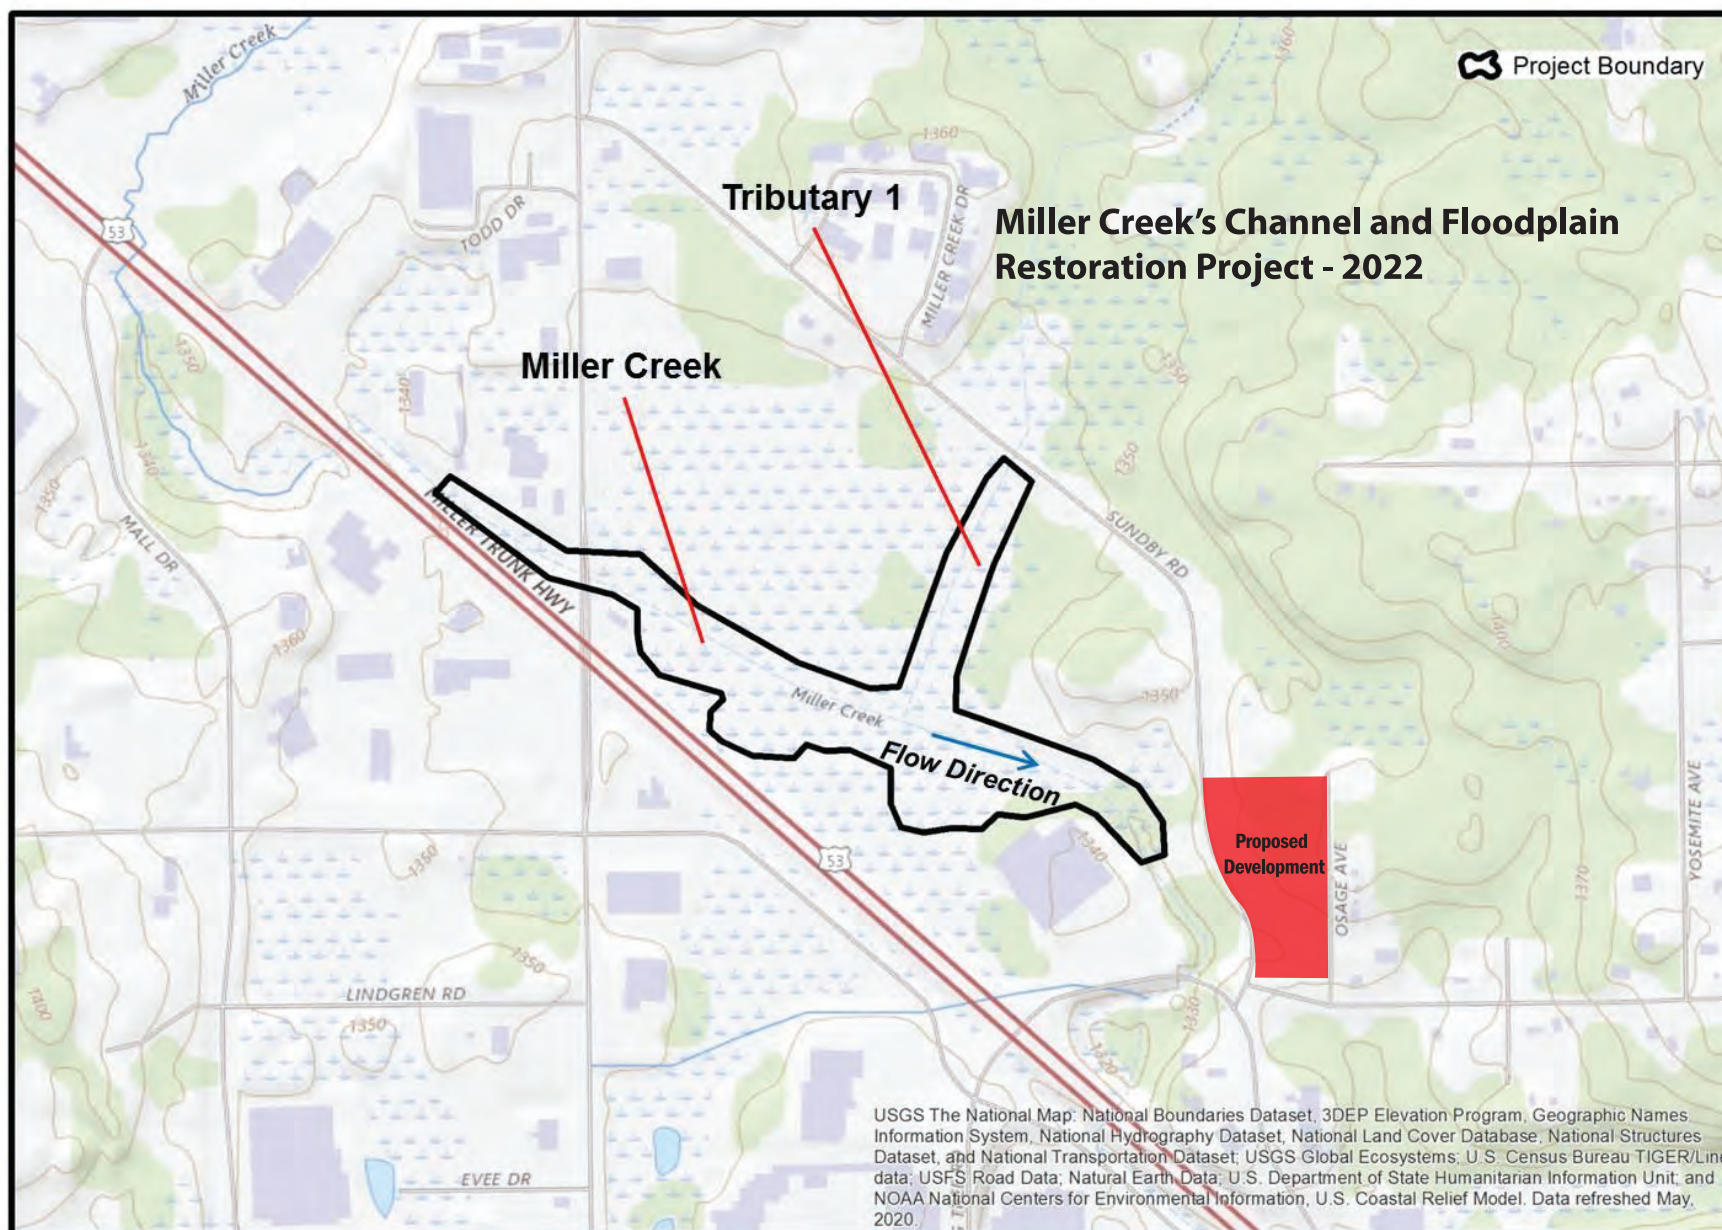 Miller Creek
Project Boundary
1360
1360
53
TODD DR
Tributary 1
MILLER CREEK DR
Miller Creek's Channel and Floodplain
Restoration Project - 2022
1350
1340
Miller Creek
1350
1340
1350
1350
MILLER TRUNK HWY
MALL DR
SUNDBY RD
1360
1400
1350
Miller Creek
Flow Direction
YOSEMITE AVE
Proposed
Development
OSAGE AVE
1340
1350
53
1370
1350
LINDGREN RD
1400
1350
1330
1320
EVEE DR
USGS The National Map: National Boundaries Dataset, 3DEP Elevation Program, Geographic Names
Information System, National Hydrography Dataset, National Land Cover Database, National Structures
Dataset, and National Transportation Dataset; USGS Global Ecosystems; U.S. Census Bureau TIGER/Line
data; USFS Road Data; Natural Earth Data; U.S. Department of State Humanitarian Information Unit; and
NOAA National Centers for Environmental Information, U.S. Coastal Relief Model. Data refreshed May,
2020.